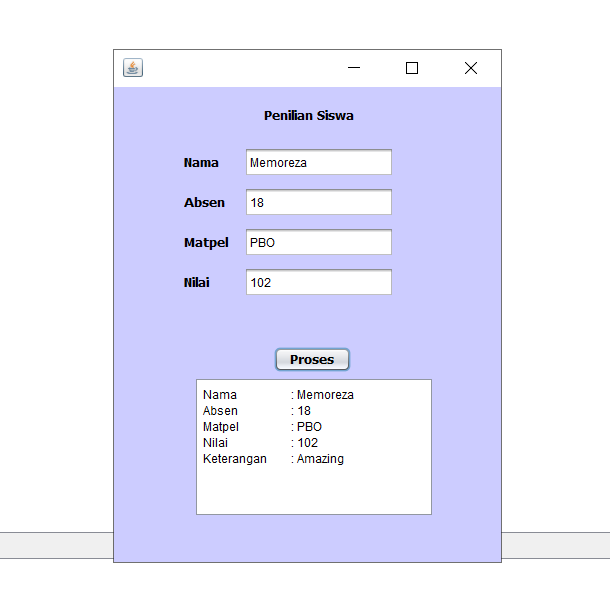 Penilian Siswa
Nama Memoreza
Absen 18
Matpel PBO
Nilai 102
Proses
Nama : Memoreza
Absen : 18
Matpel : PBO
Nilai : 102
Keterangan : Amazing